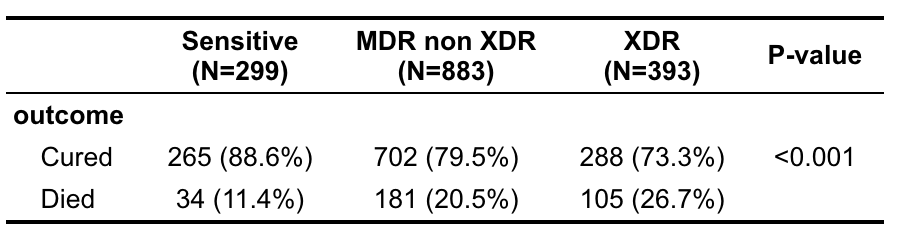 Sensitive (N=299) MDR non XDR (N=883) XDR (N=393) P-value
outcome
Cured 265 (88.6%) 702 (79.5%) 288 (73.3%) <0.001
Died 34 (11.4%) 181 (20.5%) 105 (26.7%)